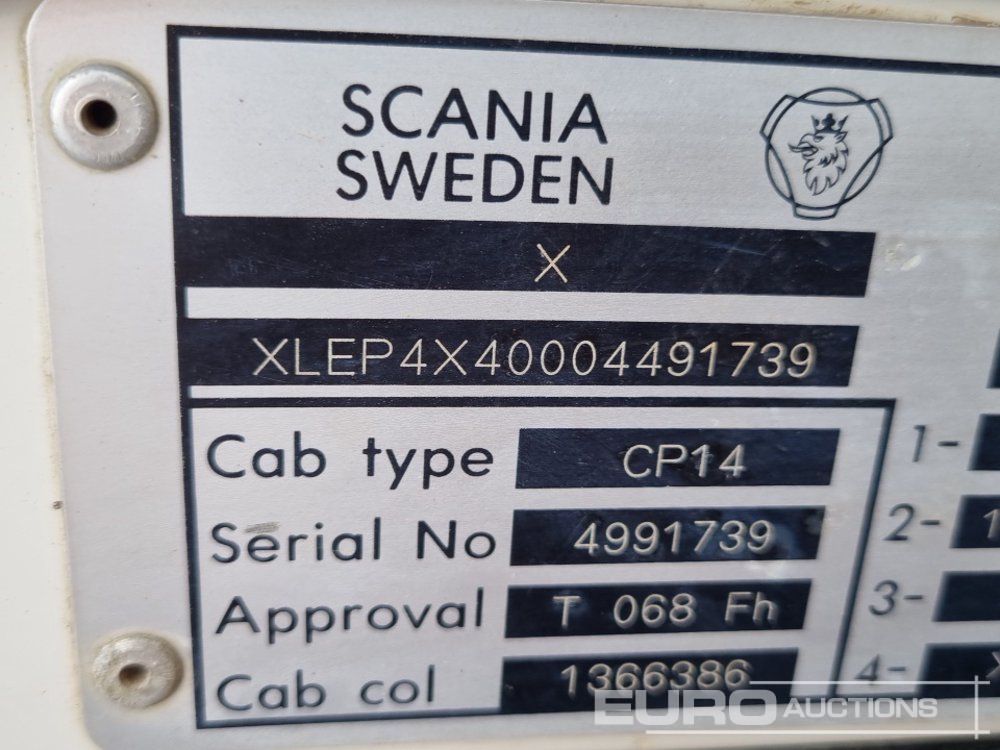 SCANIA
SWEDEN
X
XLEP4X40004491739
Cab type CP14
Serial No 4991739
Approval T 068 Fh
Cab col 1366386
1-
2- 1
3-
4- X
EURO AUCTIONS